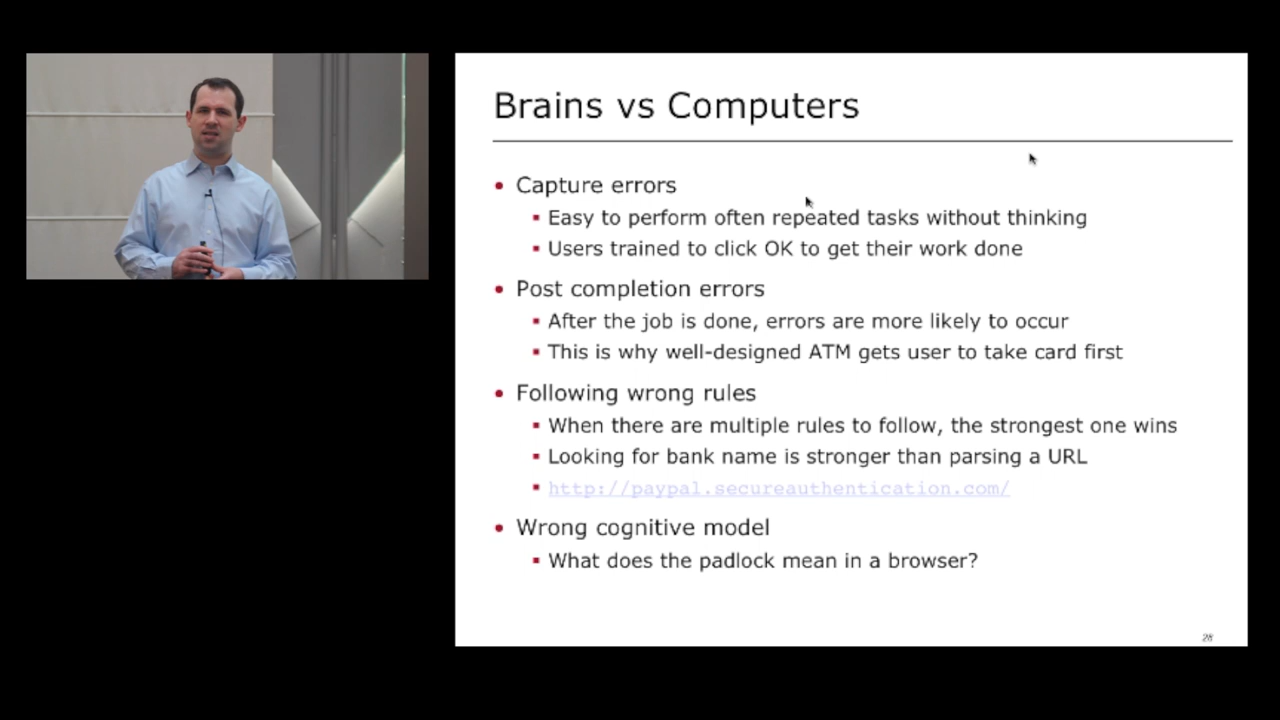 Brains vs Computers
Capture errors
Easy to perform often repeated tasks without thinking
Users trained to click OK to get their work done
Post completion errors
After the job is done, errors are more likely to occur
This is why well-designed ATM gets user to take card first
Following wrong rules
When there are multiple rules to follow, the strongest one wins
Looking for bank name is stronger than parsing a URL
http://paypal.secureauthentication.com/
Wrong cognitive model
What does the padlock mean in a browser?
28